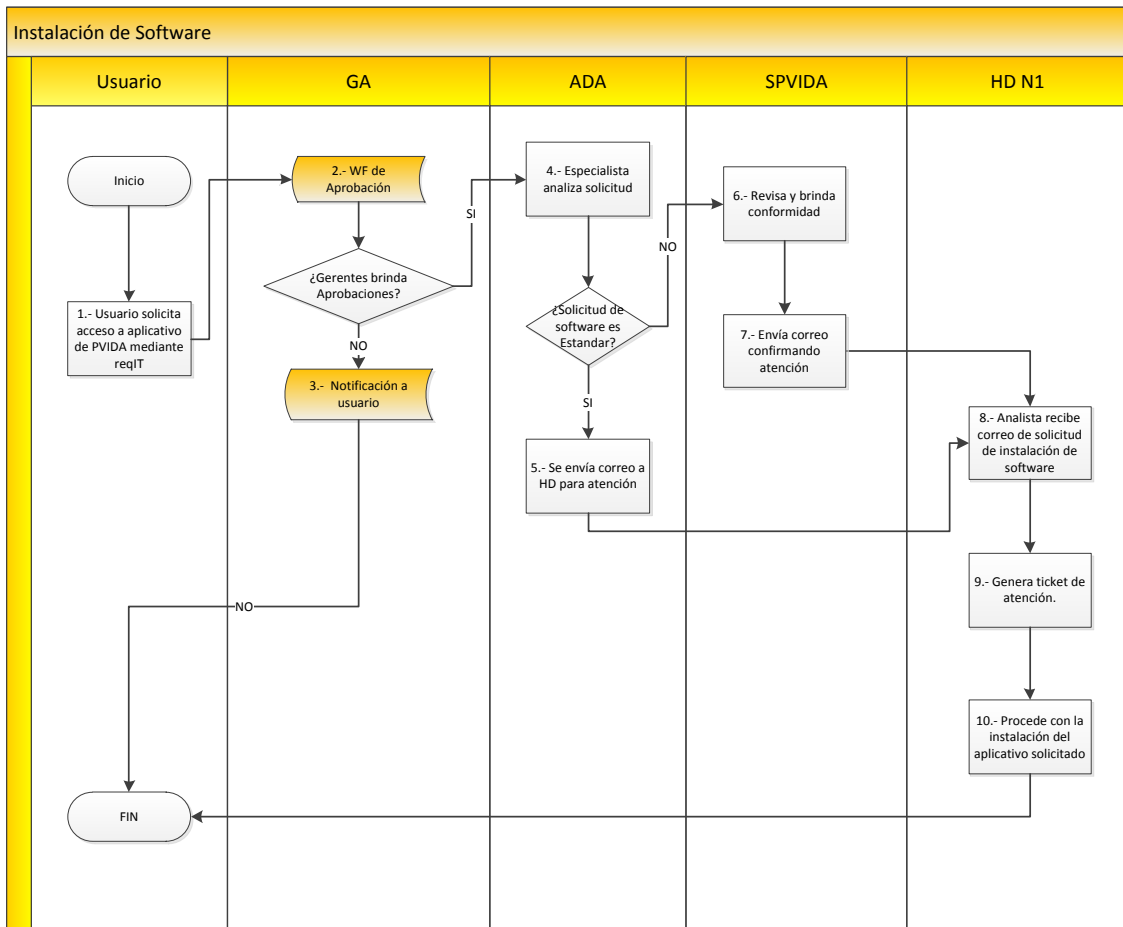 Instalación de Software
Usuario
GA
ADA
SPVIDA
HD N1
Inicio
1.- Usuario solicita
acceso a aplicativo
de PVIDA mediante
reqIT
2.- WF de
Aprobación
¿Gerentes brinda
Aprobaciones?
SI
NO
3.- Notificación a
usuario
NO
4.- Especialista
analiza solicitud
¿Solicitud de
software es
Estandar?
NO
SI
5.- Se envía correo a
HD para atención
6.- Revisa y brinda
conformidad
7.- Envía correo
confirmando
atención
8.- Analista recibe
correo de solicitud
de instalación de
software
9.- Genera ticket de
atención.
10.- Procede con la
instalación del
aplicativo solicitado
FIN